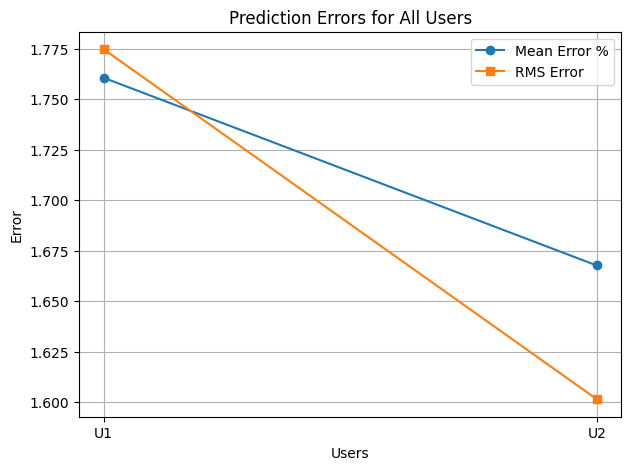 Prediction Errors for All Users
Mean Error %
RMS Error
1.775
1.750
1.725
1.700
1.675
1.650
1.625
1.600
Error
U1
U2
Users